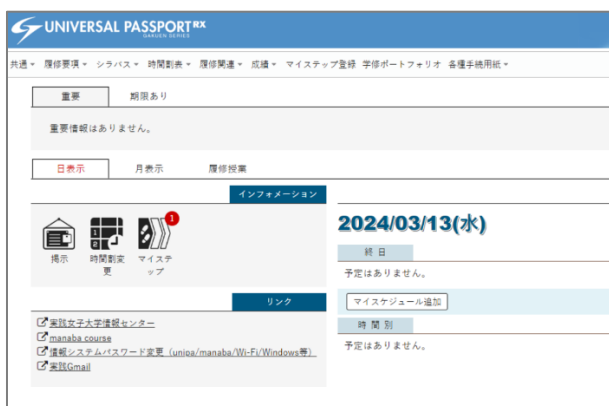 UNIVERSAL PASSPORT RX
GAKUEN SERIES
共通 履修要項 シラバス 時間割表 履修関連 成績 マイステップ登録 学修ポートフォリオ 各種手続用紙
重要 期限あり
重要情報はありません。
日表示 月表示 履修授業
インフォメーション
1
掲示 時間割変更 マイステップ
リンク
実践女子大学情報センター
manaba course
情報システムパスワード変更（unipa/manaba/Wi-Fi/Windows等）
実践Gmail
2024/03/13(水)
終日
予定はありません。
マイスケジュール追加
時間別
予定はありません。